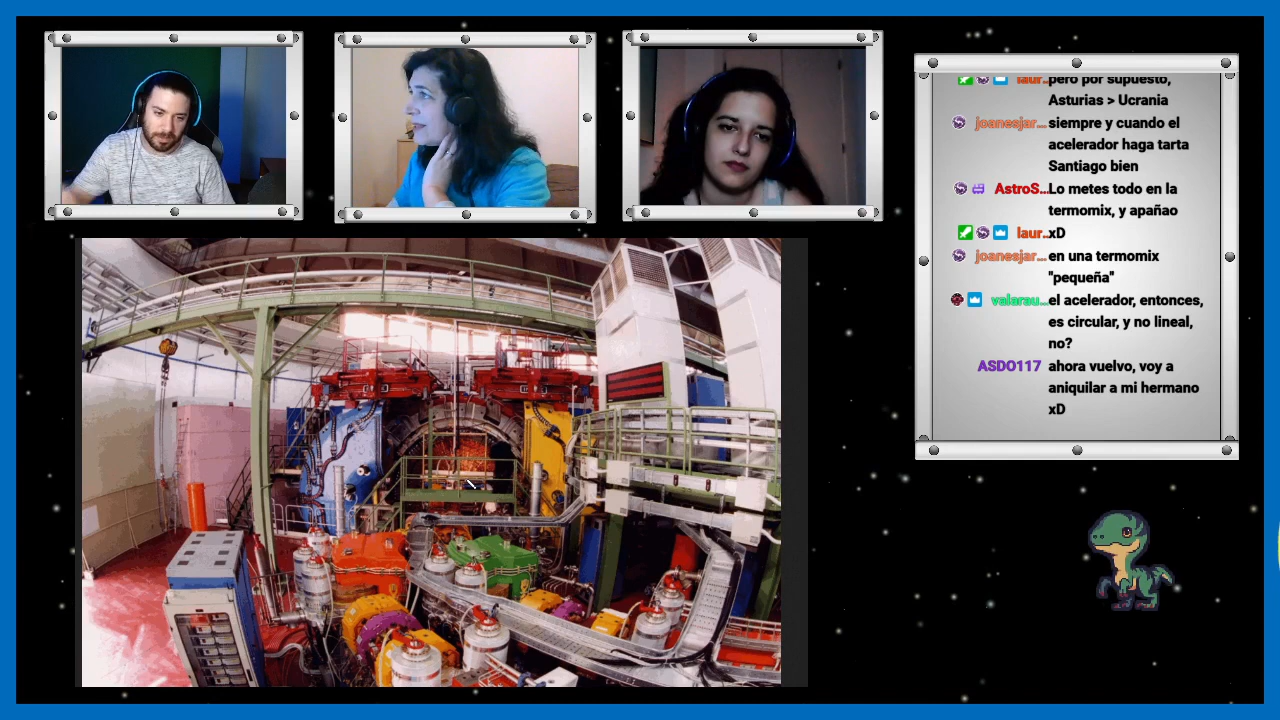 laur..pero por supuesto,
Asturias > Ucrania
joanesjar...siempre y cuando el
acelerador haga tarta
Santiago bien
AstroS...Lo metes todo en la
termomix, y apañao
laur..xD
joanesjar...en una termomix
"pequeña"
valarau...el acelerador, entonces,
es circular, y no lineal,
no?
ASDO117 ahora vuelvo, voy a
aniquilar a mi hermano
xD